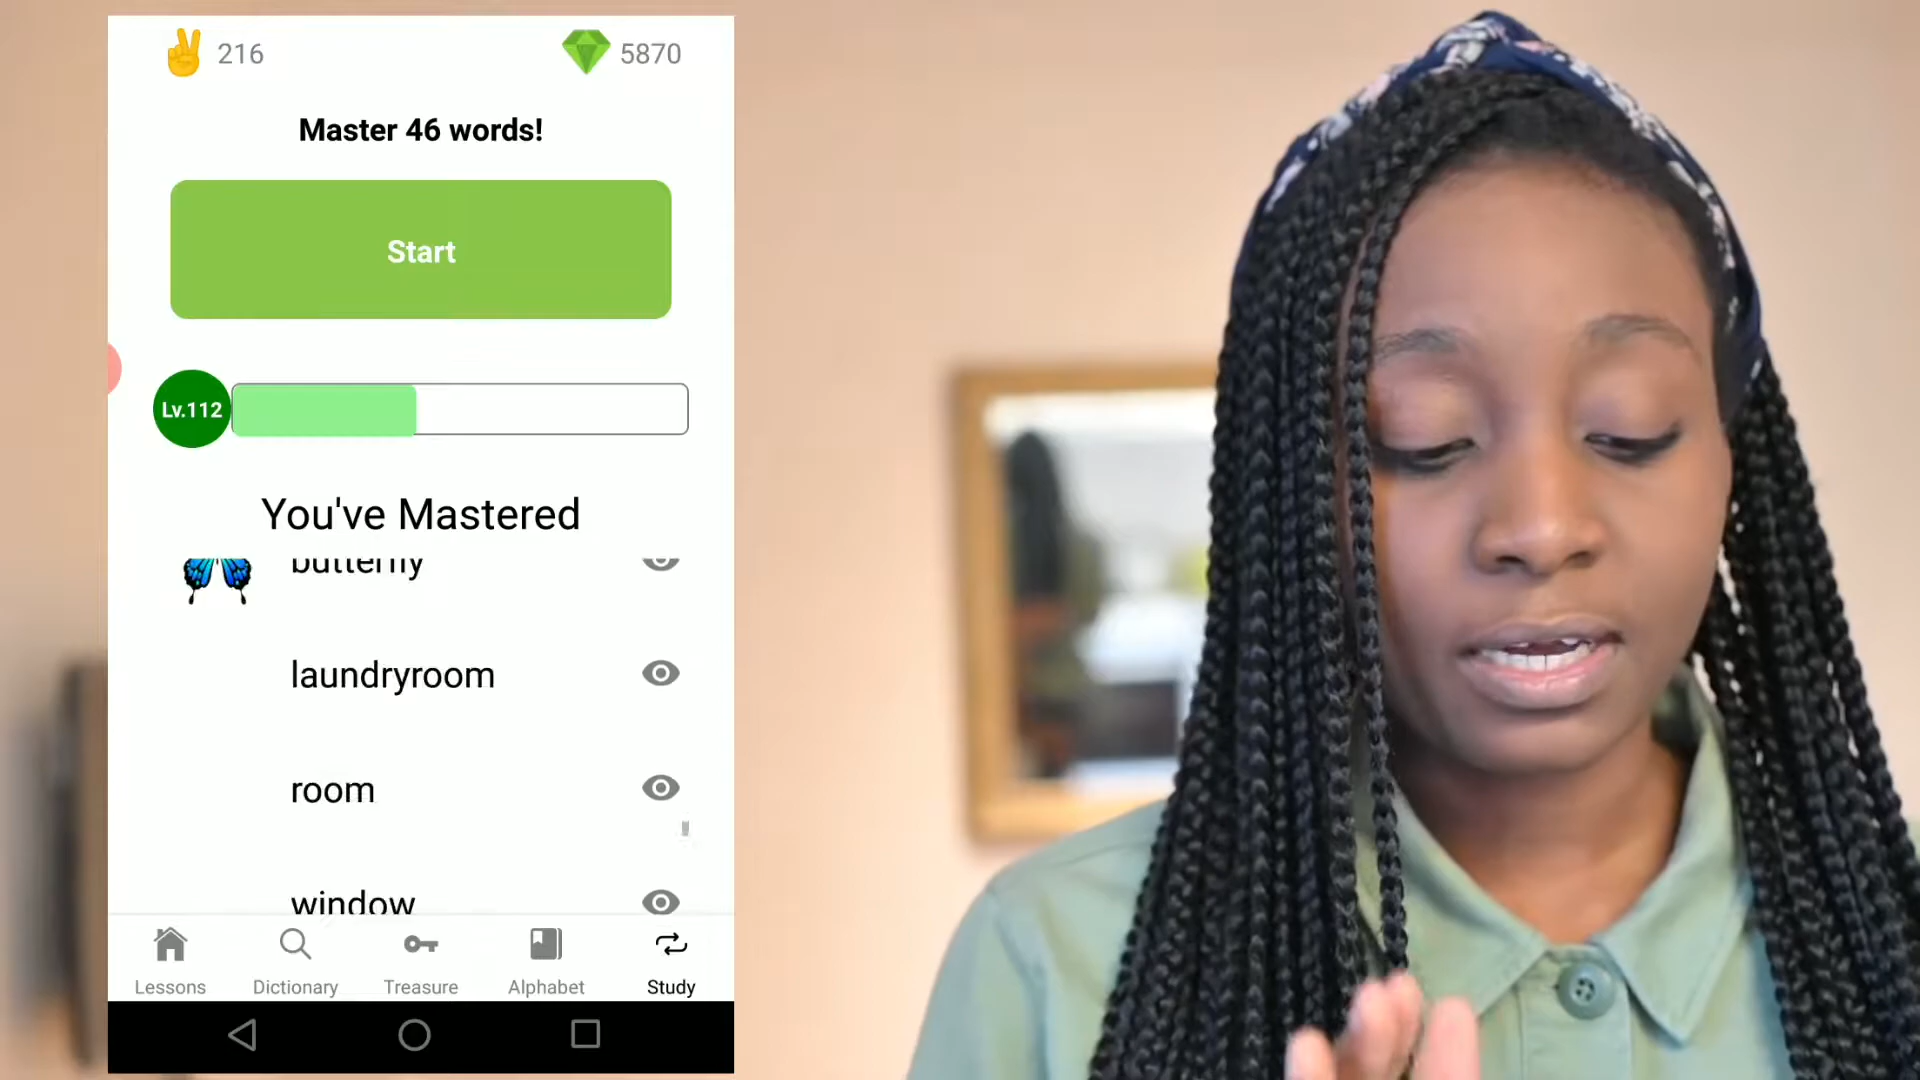 216
5870
Master 46 words!
Start
Lv.112
You've Mastered
butterfly
laundryroom
room
window
Lessons
Dictionary
Treasure
Alphabet
Study